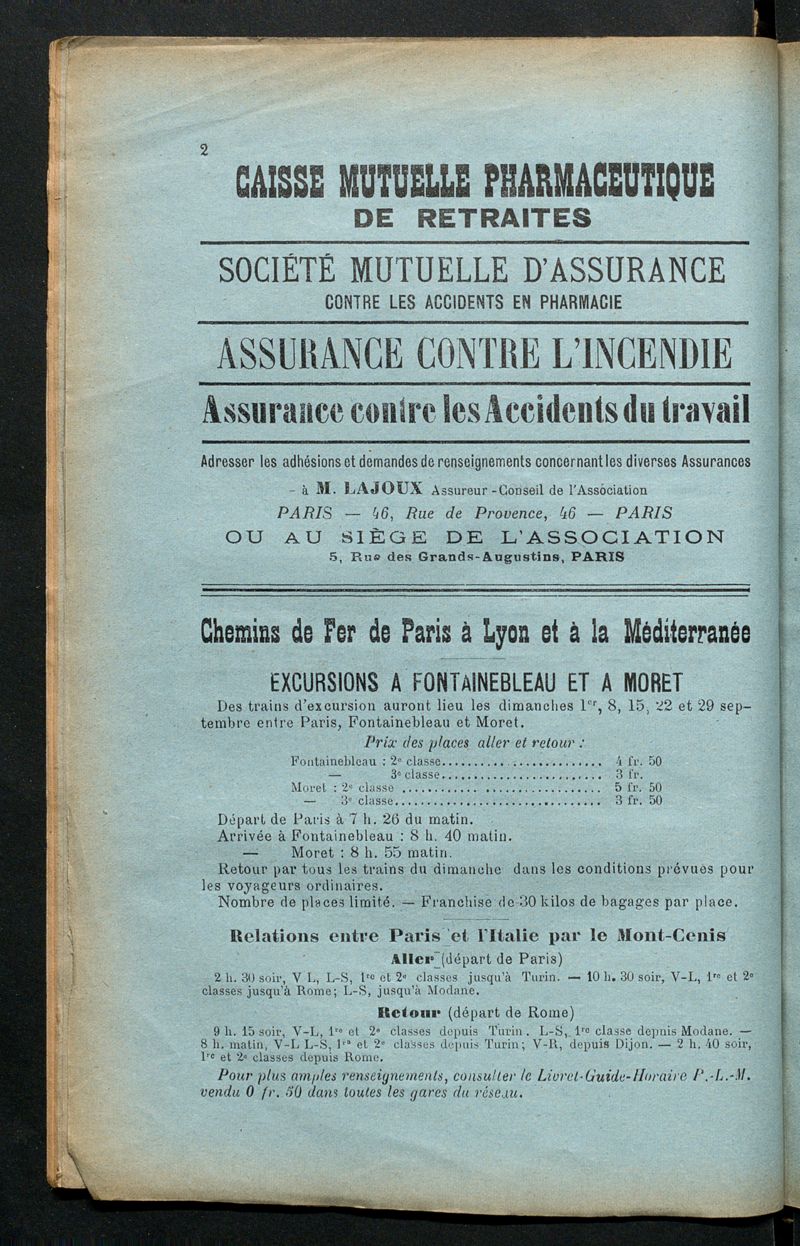 2
CAISSE MUTUELLE PHARMACEUTIQUE
DE RETRAITES
SOCIÉTÉ MUTUELLE D'ASSURANCE
CONTRE LES ACCIDENTS EN PHARMACIE
ASSURANCE CONTRE L'INCENDIE
Assurance contre les Accidents du travail
Adresser les adhésions et demandes de renseignements concernant les diverses Assurances
- à M. LAJOUX Assureur-Conseil de l'Association
PARIS — 46, Rue de Provence, 46 — PARIS
OU AU SIÈGE DE L'ASSOCIATION
5, Rue des Grands-Augustins, PARIS
Chemins de Fer de Paris à Lyon et à la Méditerranée
EXCURSIONS A FONTAINEBLEAU ET A MORET
Des trains d'excursion auront lieu les dimanches 1er, 8, 15, 22 et 29 sep-
tembre entre Paris, Fontainebleau et Moret.
Prix des places aller et retour :
Fontainebleau : 2e classe........................... 4 fr. 50
— 3e classe........................... 3 fr.
Moret : 2e classe ................................. 5 fr. 50
— 3e classe................................. 3 fr. 50
Départ de Paris à 7 h. 26 du matin.
Arrivée à Fontainebleau : 8 h. 40 matin.
— Moret : 8 h. 55 matin.
Retour par tous les trains du dimanche dans les conditions prévues pour
les voyageurs ordinaires.
Nombre de places limité. — Franchise de 30 kilos de bagages par place.
Relations entre Paris et l'Italie par le Mont-Cenis
Aller (départ de Paris)
2 h. 30 soir, V L, L-S, 1re et 2e classes jusqu'à Turin. — 10 h. 30 soir, V-L, 1re et 2e
classes jusqu'à Rome; L-S, jusqu'à Modane.
Retour (départ de Rome)
9 h. 15 soir, V-L, 1re et 2e classes depuis Turin. L-S, 1re classe depuis Modane. —
8 h. matin, V-L L-S, 1re et 2e classes depuis Turin; V-R, depuis Dijon. — 2 h. 40 soir,
1re et 2e classes depuis Rome.
Pour plus amples renseignements, consulter le Livret-Guide-Horaire P.-L.-M.
vendu 0 fr. 50 dans toutes les gares du réseau.